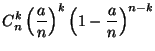 $C_n^k \left( \frac{a}{n} \right)^k \left( 1 - \frac{a}{n} \right)^{n-k}$